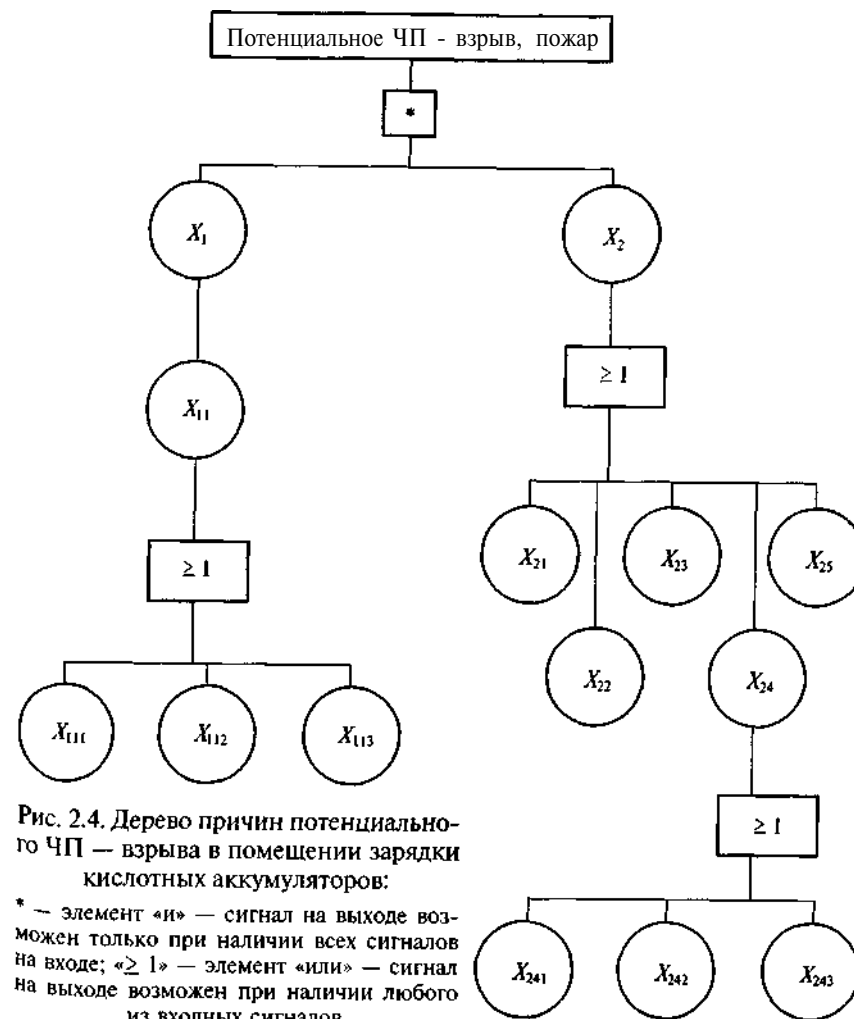 Потенциальное ЧП - взрыв, пожар
*
X₁
X₂
≥ 1
X₁₁
X₂₁
X₂₃
X₂₅
≥ 1
X₂₂
X₂₄
X₁₁₁
X₁₁₂
X₁₁₃
≥ 1
Рис. 2.4. Дерево причин потенциально-
го ЧП — взрыва в помещении зарядки
кислотных аккумуляторов:
* — элемент «и» — сигнал на выходе воз-
можен только при наличии всех сигналов
на входе; «≥ 1» — элемент «или» — сигнал
на выходе возможен при наличии любого
из входных сигналов
X₂₄₁
X₂₄₂
X₂₄₃